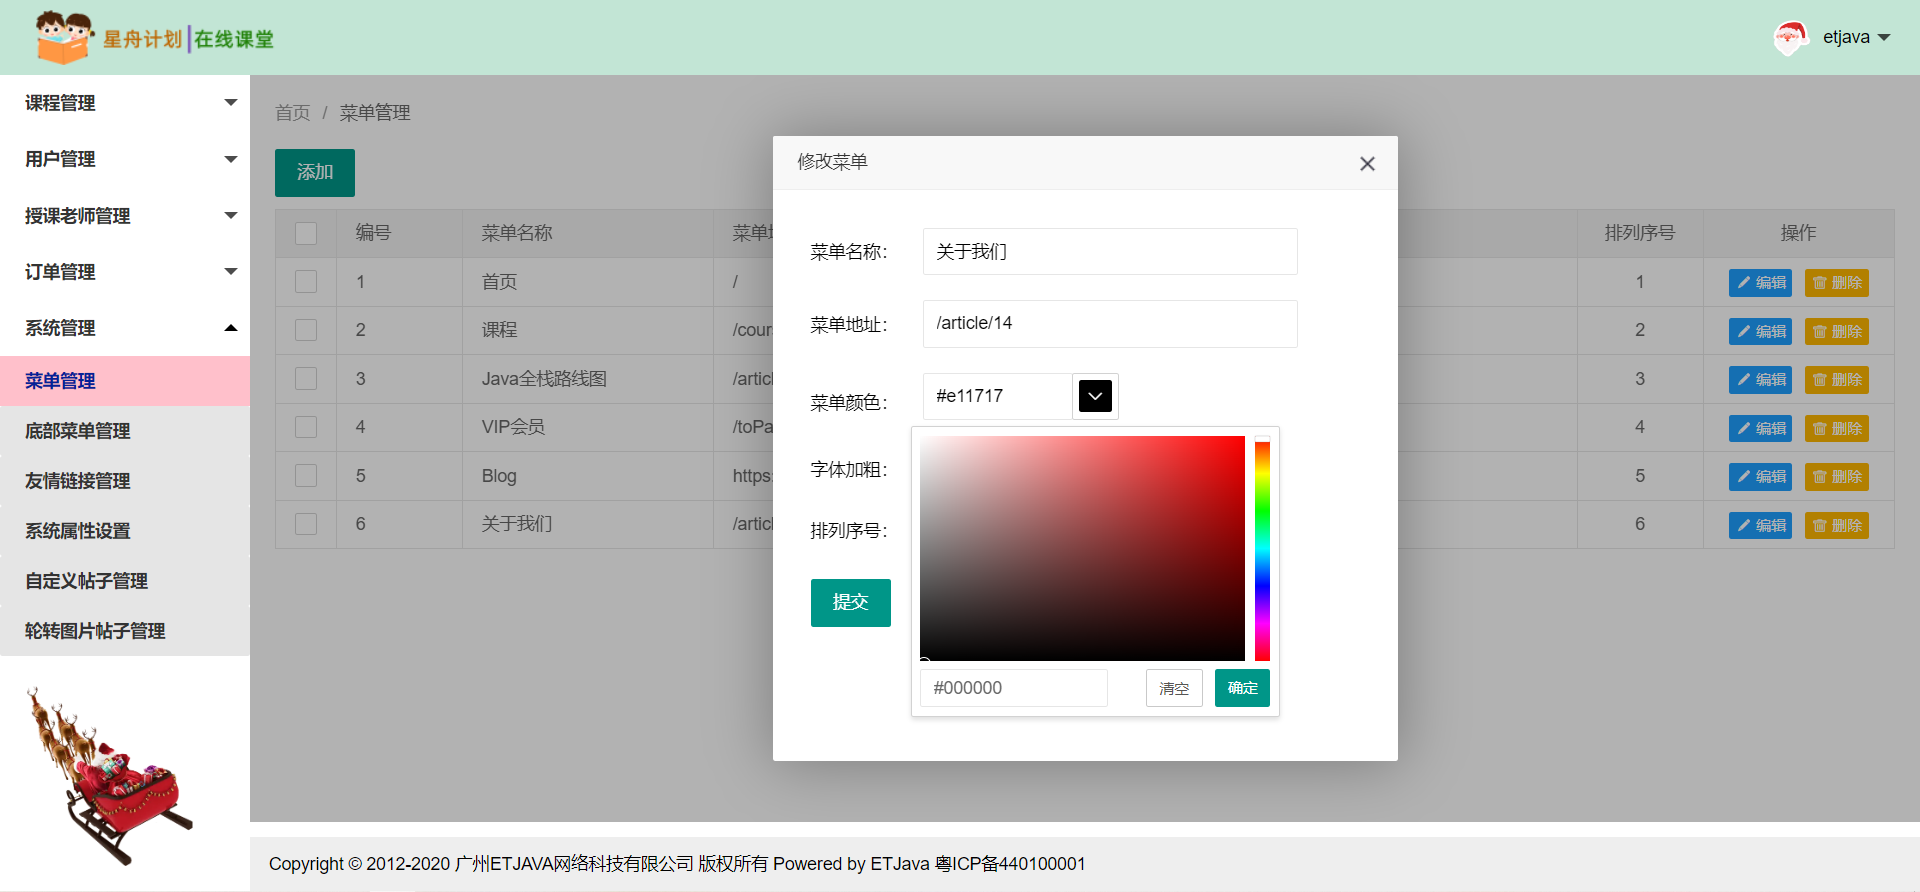 星舟计划|在线课堂
etjava
课程管理
用户管理
授课老师管理
订单管理
系统管理
菜单管理
底部菜单管理
友情链接管理
系统属性设置
自定义帖子管理
轮转图片帖子管理
首页 / 菜单管理
添加
编号 菜单名称 菜单 排列序号 操作
1 首页 / 1 编辑 删除
2 课程 /cour 2 编辑 删除
3 Java全栈路线图 /artic 3 编辑 删除
4 VIP会员 /toPa 4 编辑 删除
5 Blog https: 5 编辑 删除
6 关于我们 /artic 6 编辑 删除
修改菜单
菜单名称: 关于我们
菜单地址: /article/14
菜单颜色: #e11717
字体加粗:
排列序号:
提交
#000000 清空 确定
Copyright © 2012-2020 广州ETJAVA网络科技有限公司 版权所有 Powered by ETJava 粤ICP备440100001